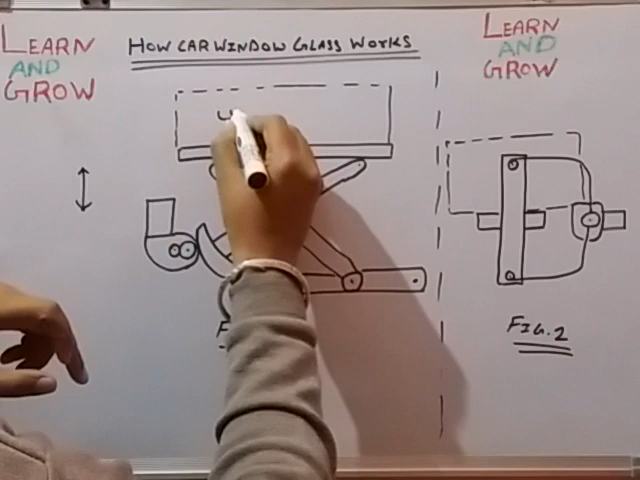 LEARN
AND
GROW
HOW CAR WINDOW GLASS WORKS
LEARN
AND
GROW
FIG. 2